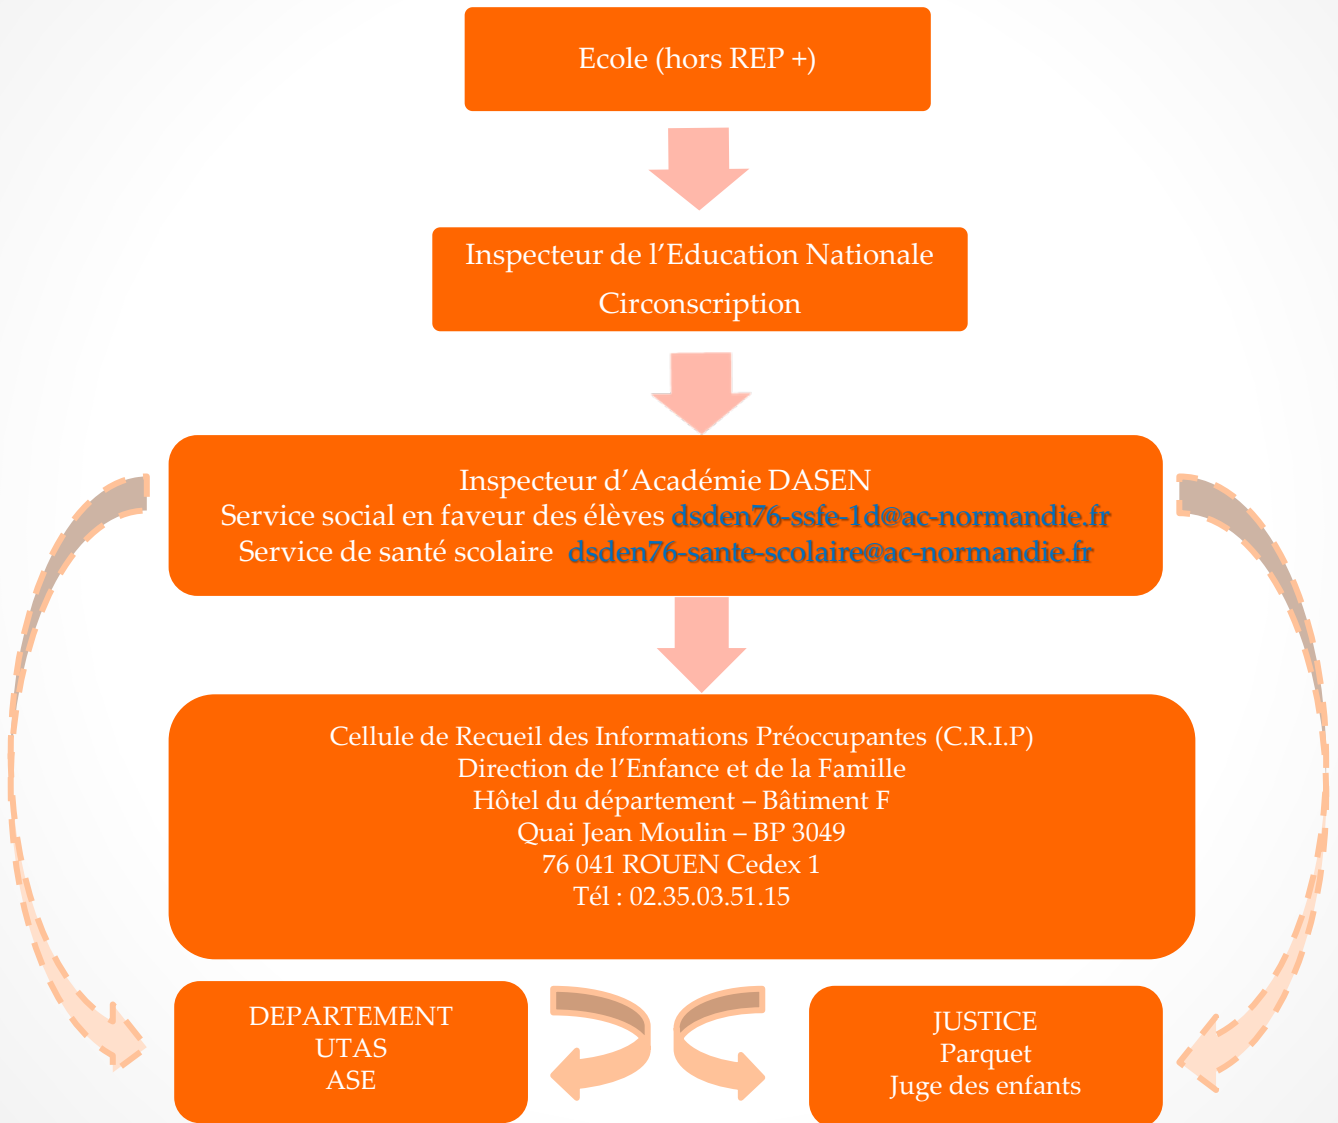 Ecole (hors REP +)
Inspecteur de l’Education Nationale
Circonscription
Inspecteur d’Académie DASEN
Service social en faveur des élèves dsden76-ssfe-1d@ac-normandie.fr
Service de santé scolaire dsden76-sante-scolaire@ac-normandie.fr
Cellule de Recueil des Informations Préoccupantes (C.R.I.P)
Direction de l’Enfance et de la Famille
Hôtel du département – Bâtiment F
Quai Jean Moulin – BP 3049
76 041 ROUEN Cedex 1
Tél : 02.35.03.51.15
DEPARTEMENT
UTAS
ASE
JUSTICE
Parquet
Juge des enfants